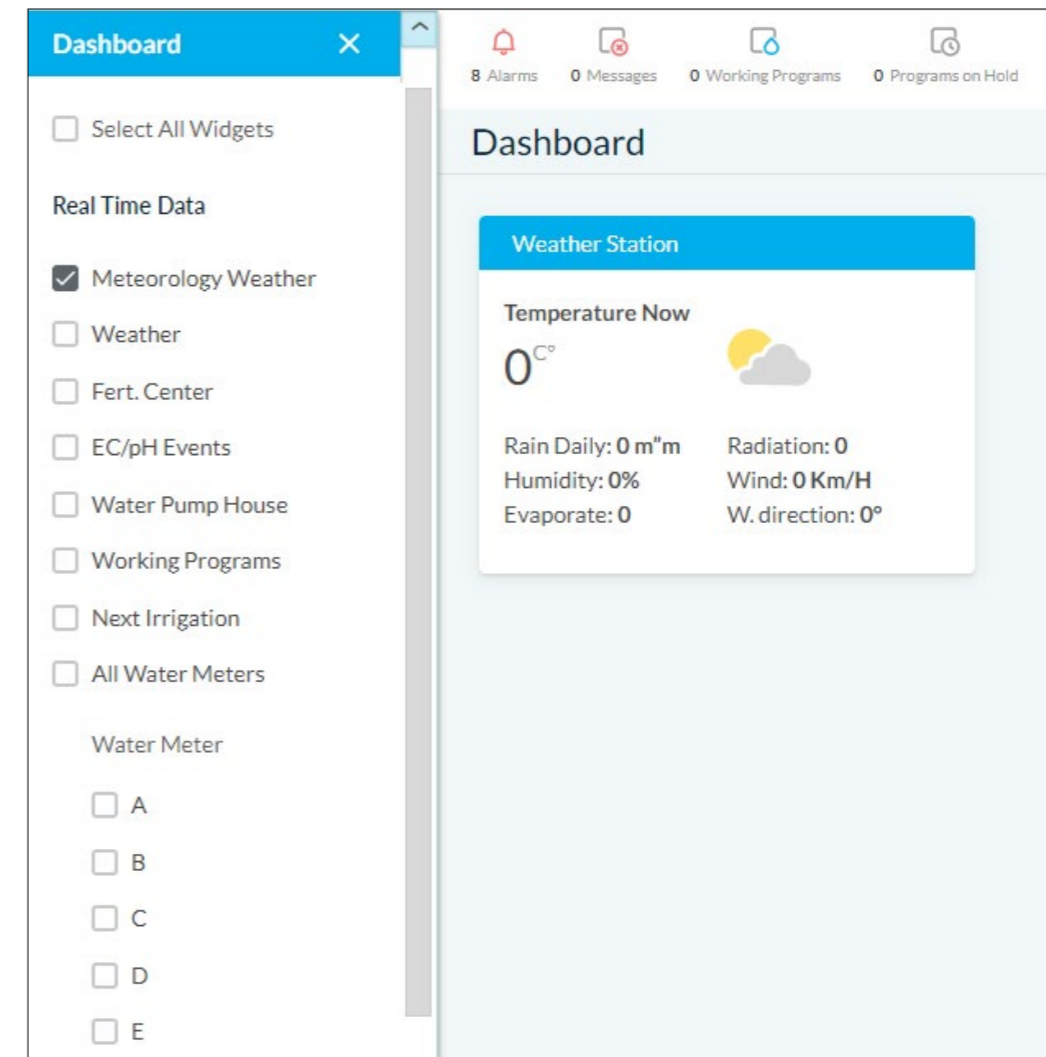 Dashboard
Select All Widgets
Real Time Data
Meteorology Weather
Weather
Fert. Center
EC/pH Events
Water Pump House
Working Programs
Next Irrigation
All Water Meters
Water Meter
A
B
C
D
E
8 Alarms 0 Messages 0 Working Programs 0 Programs on Hold
Dashboard
Weather Station
Temperature Now
0 C°
Rain Daily: 0 m"m Radiation: 0
Humidity: 0% Wind: 0 Km/H
Evaporate: 0 W. direction: 0°